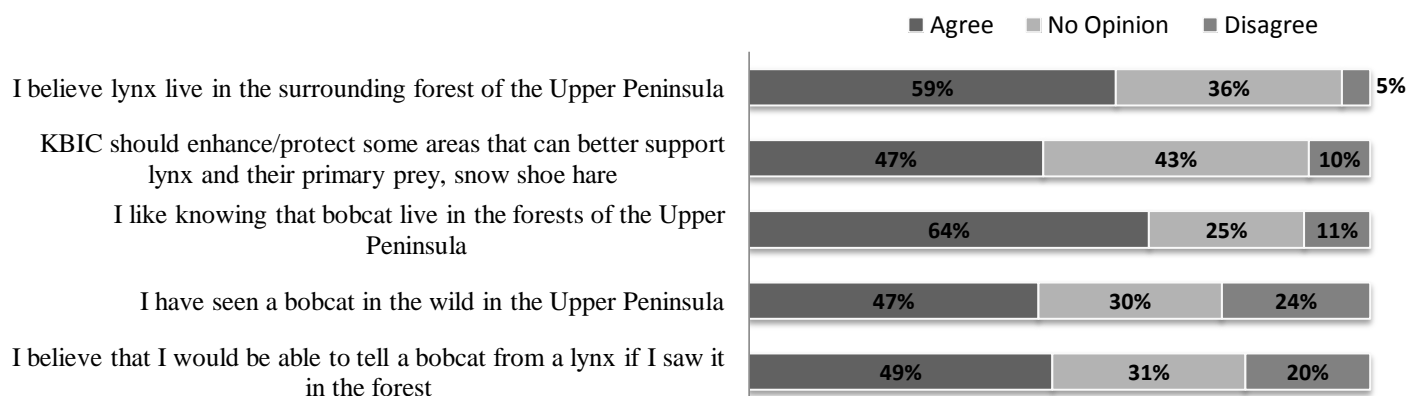 Agree No Opinion Disagree
I believe lynx live in the surrounding forest of the Upper Peninsula
59% 36% 5%
KBIC should enhance/protect some areas that can better support
lynx and their primary prey, snow shoe hare
47% 43% 10%
I like knowing that bobcat live in the forests of the Upper
Peninsula
64% 25% 11%
I have seen a bobcat in the wild in the Upper Peninsula
47% 30% 24%
I believe that I would be able to tell a bobcat from a lynx if I saw it
in the forest
49% 31% 20%